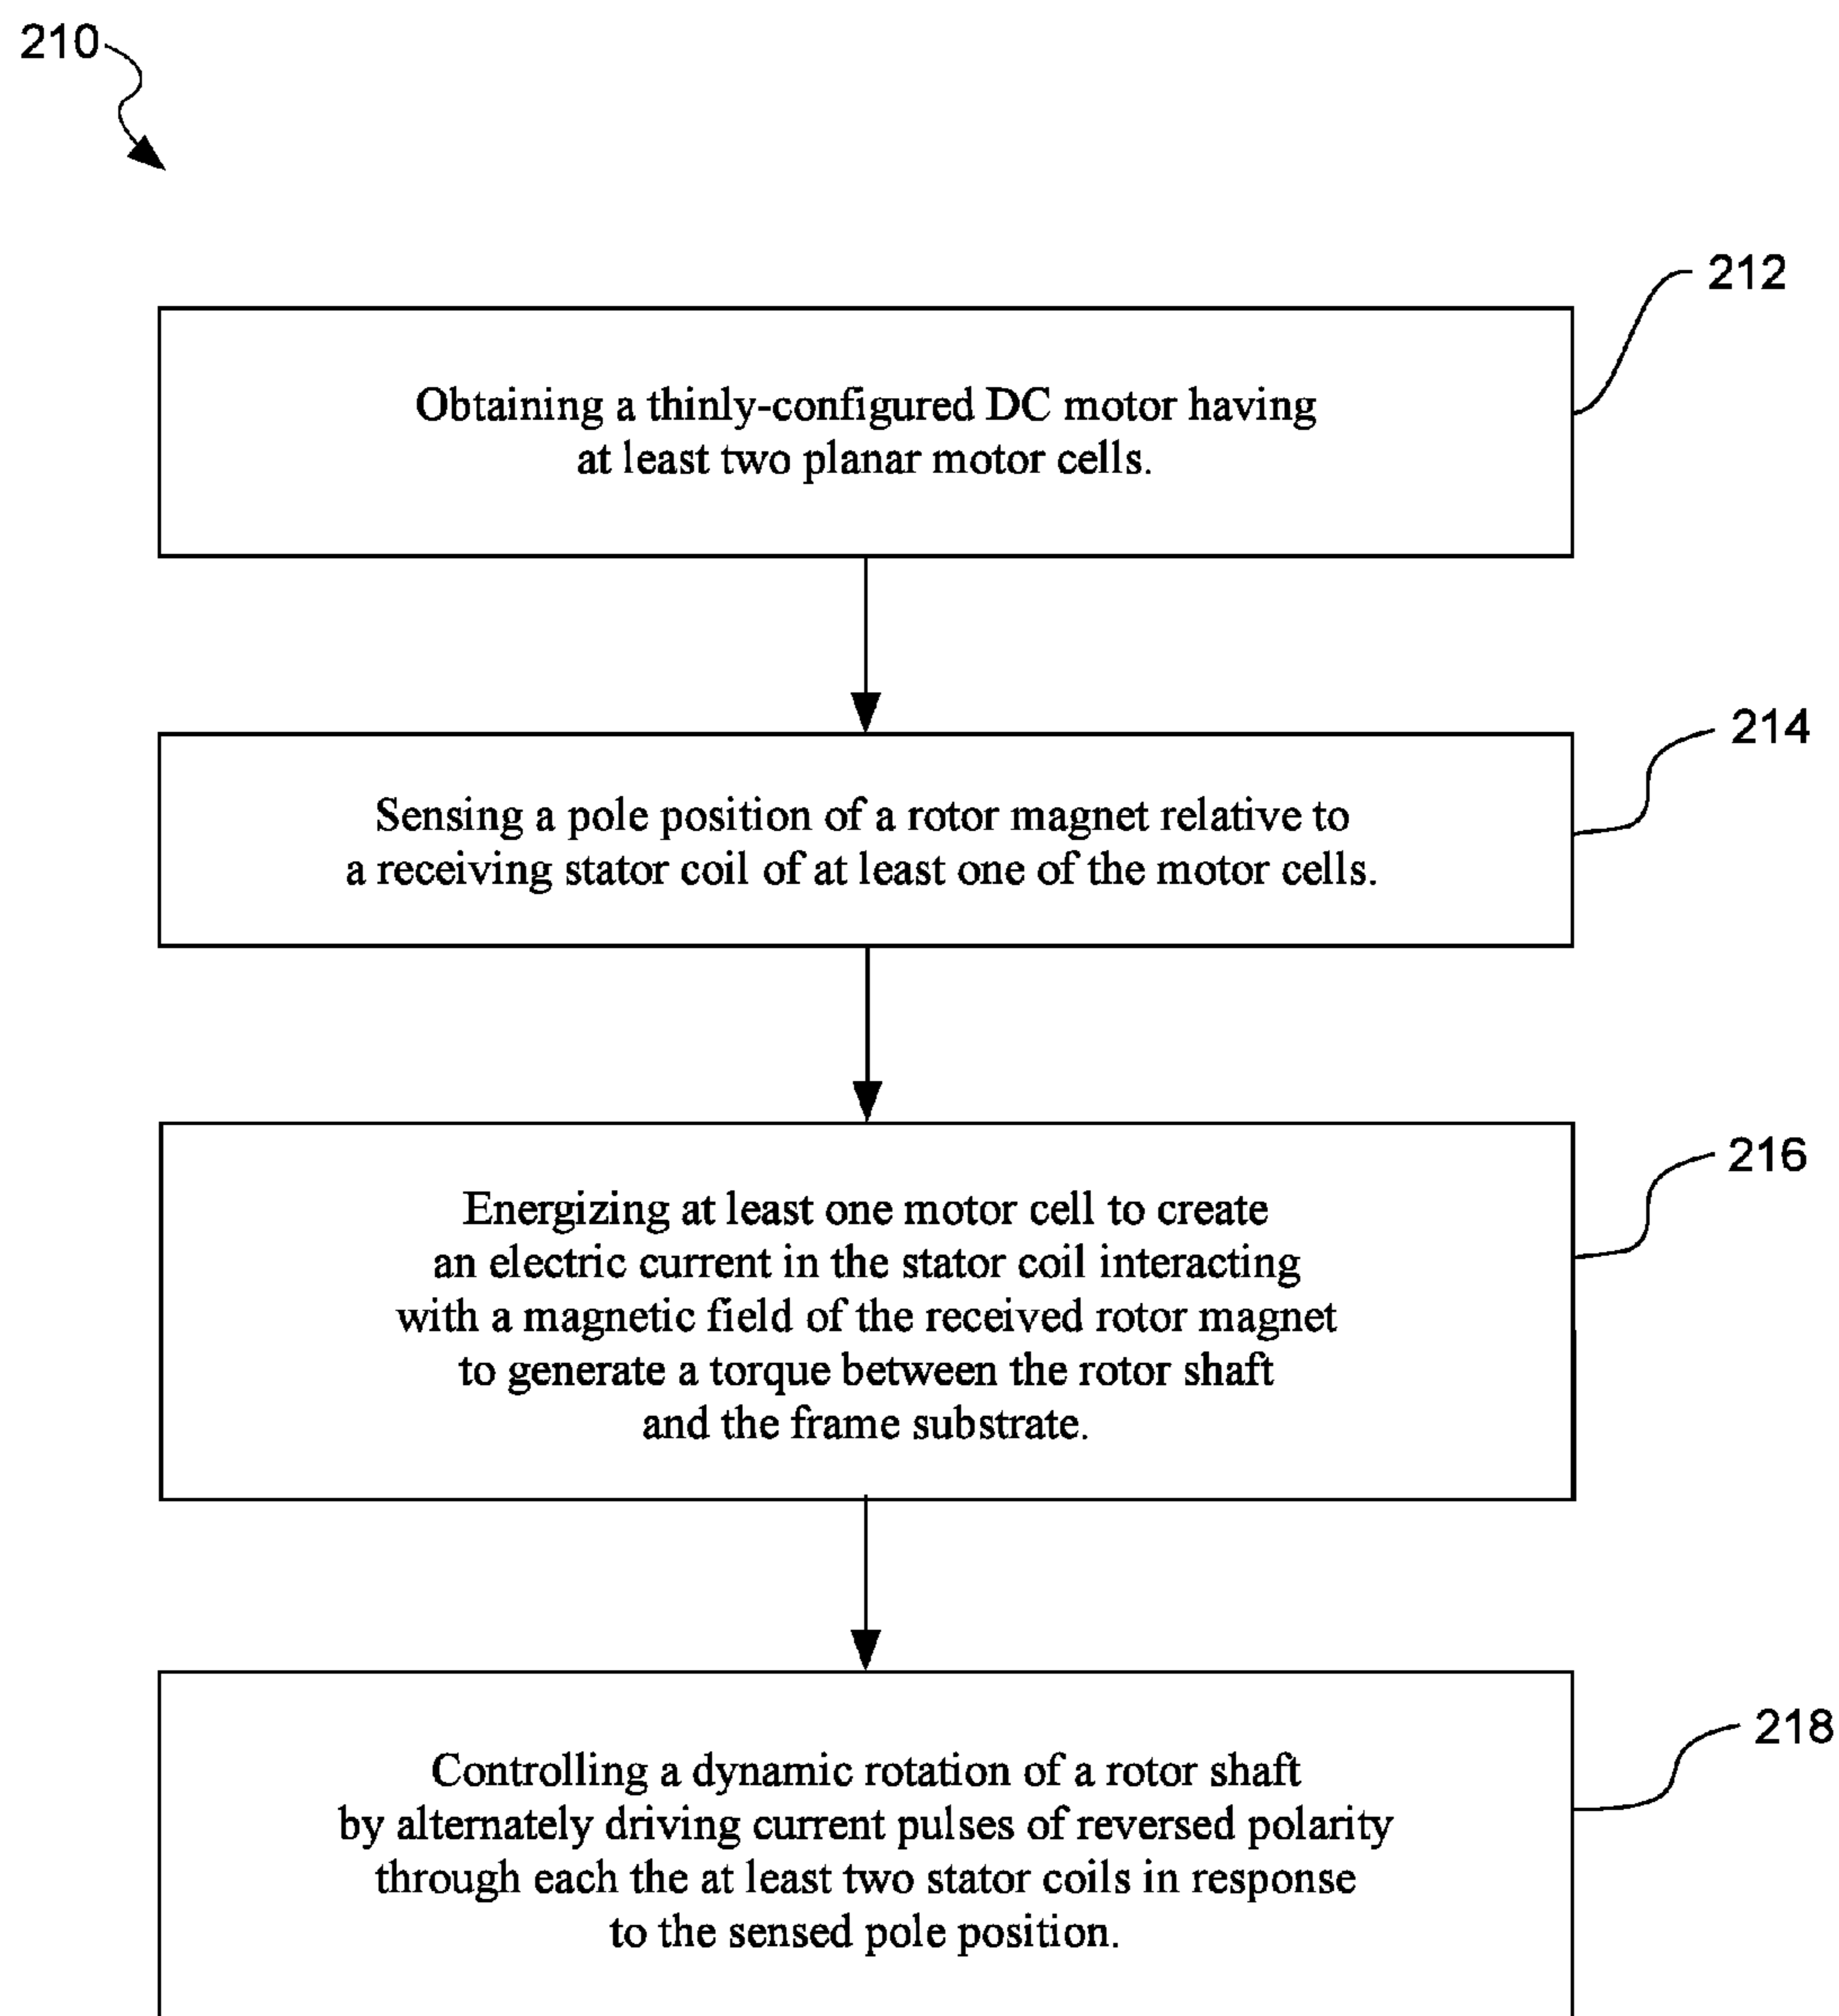 210
212
Obtaining a thinly-configured DC motor having
at least two planar motor cells.
214
Sensing a pole position of a rotor magnet relative to
a receiving stator coil of at least one of the motor cells.
216
Energizing at least one motor cell to create
an electric current in the stator coil interacting
with a magnetic field of the received rotor magnet
to generate a torque between the rotor shaft
and the frame substrate.
218
Controlling a dynamic rotation of a rotor shaft
by alternately driving current pulses of reversed polarity
through each the at least two stator coils in response
to the sensed pole position.